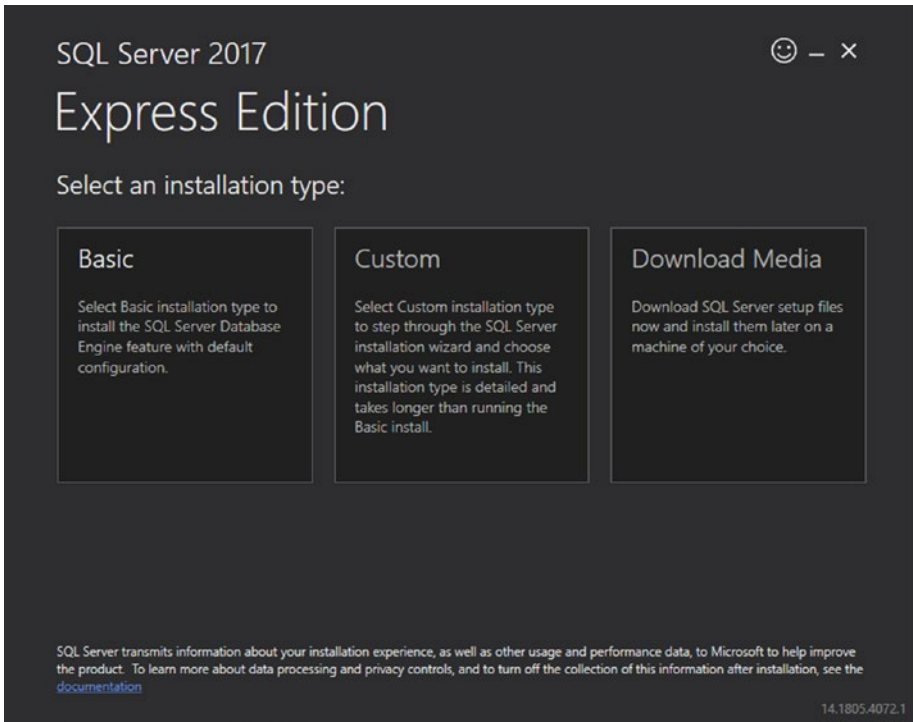 SQL Server 2017
Express Edition
Select an installation type:
Basic
Select Basic installation type to
install the SQL Server Database
Engine feature with default
configuration.
Custom
Select Custom installation type
to step through the SQL Server
installation wizard and choose
what you want to install. This
installation type is detailed and
takes longer than running the
Basic install.
Download Media
Download SQL Server setup files
now and install them later on a
machine of your choice.
SQL Server transmits information about your installation experience, as well as other usage and performance data, to Microsoft to help improve
the product. To learn more about data processing and privacy controls, and to turn off the collection of this information after installation, see the
documentation
14.1805.4072.1